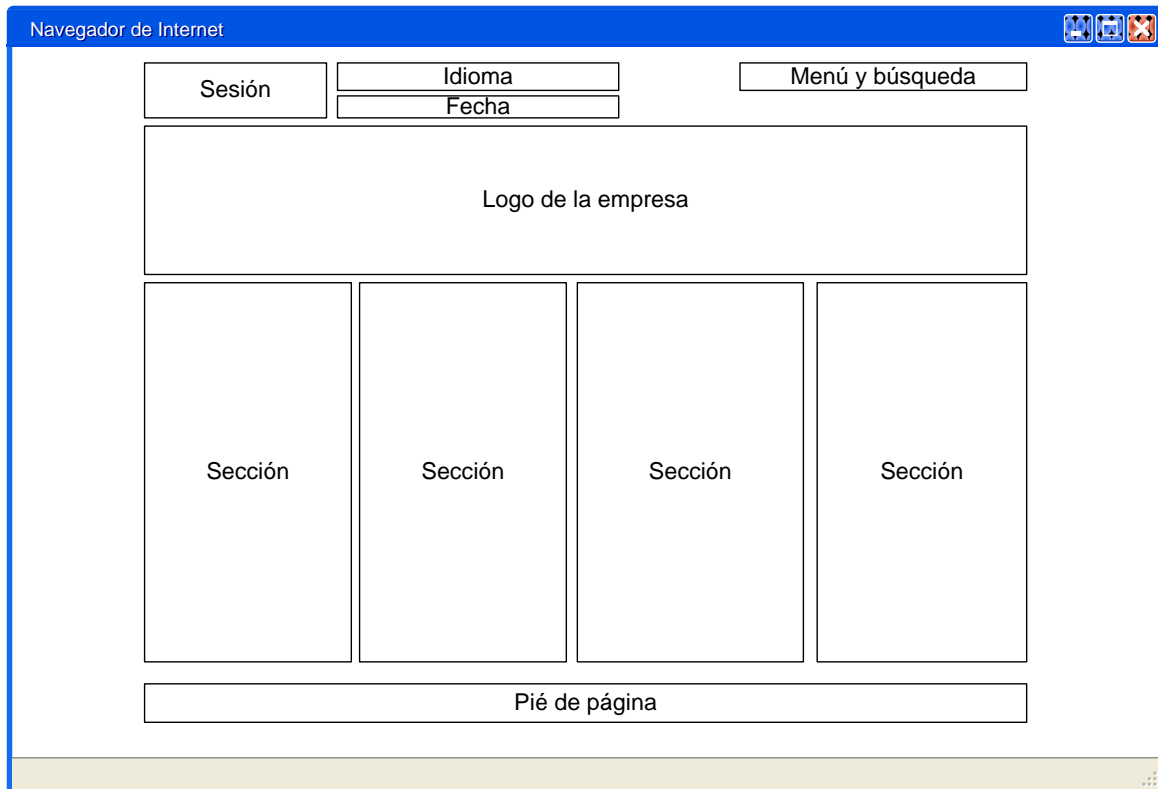 Navegador de Internet
Sesión
Idioma
Menú y búsqueda
Fecha
Logo de la empresa
Sección
Sección
Sección
Sección
Pié de página